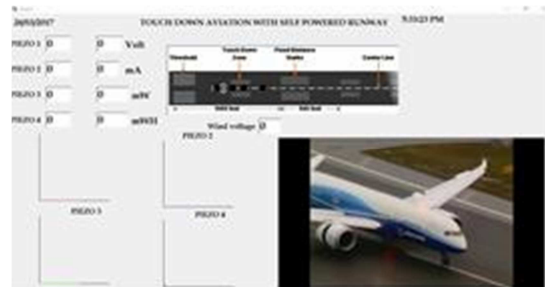 20/03/2017 TOUCH DOWN AVIATION WITH SELF POWERED RUNWAY 5:33:23 PM
PIEZO 1 0 0 Volt
PIEZO 2 0 0 mA
PIEZO 3 0 0 mW
PIEZO 4 0 0 mWH
Touch Down Fixed Distance
Threshold Zone Marks Center Line
Wind voltage 0
PIEZO 2
PIEZO 3 PIEZO 4